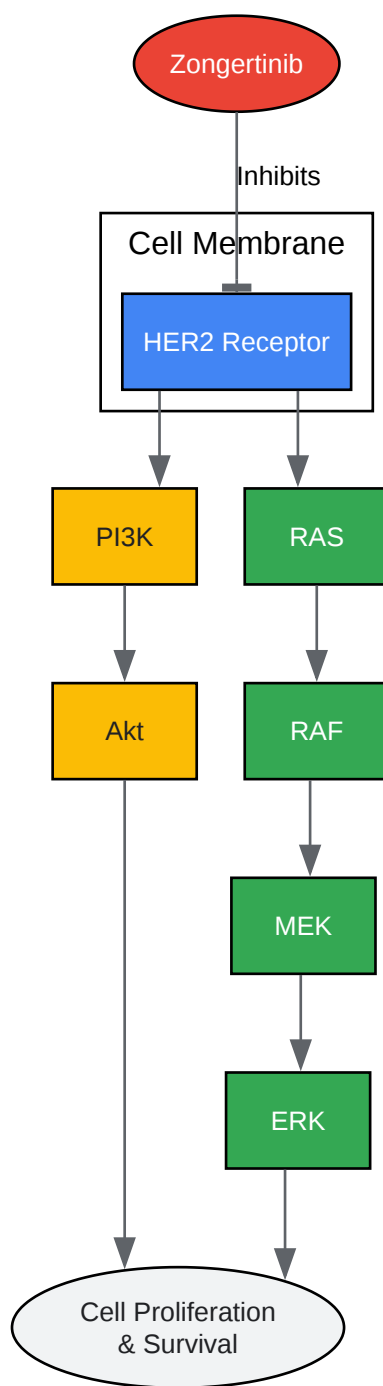 Zongertinib
Inhibits
Cell Membrane
HER2 Receptor
PI3K
RAS
Akt
RAF
MEK
ERK
Cell Proliferation
& Survival